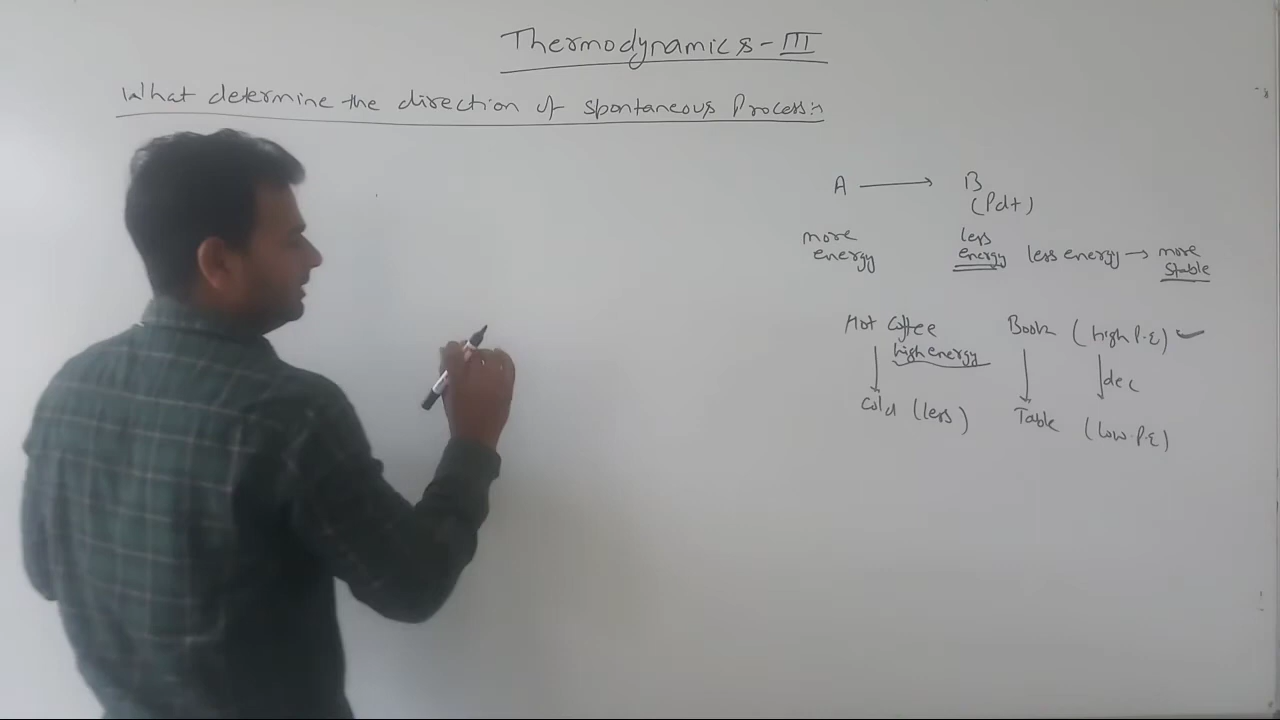 Thermodynamics - III
What determine the direction of spontaneous Process:n
A ⟶ B
(Pdt)
more energy
less energy
less energy → more stable
Hot Coffee
high energy
Cold (less)
Book (high P.E) ✓
dec
Table (low P.E)